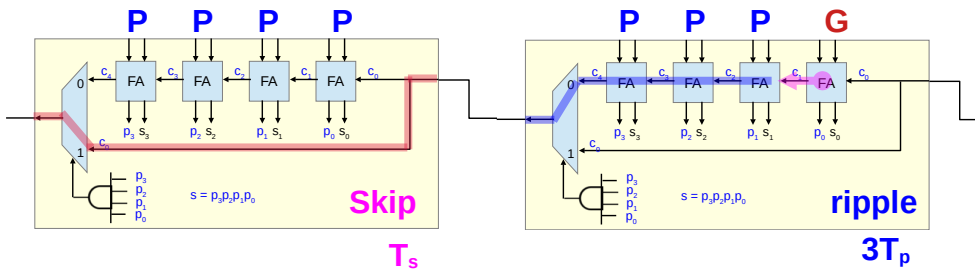 P P P P
c₄ c₃ c₂ c₁ c₀
0 FA FA FA FA
p₃ s₃ p₂ s₂ p₁ s₁ p₀ s₀
1 c₀
p₃
p₂
p₁
p₀
s = p₃p₂p₁p₀
Skip
Tₛ
P P P G
c₄ c₃ c₂ c₁ c₀
0 FA FA FA FA
p₃ s₃ p₂ s₂ p₁ s₁ p₀ s₀
1 c₀
p₃
p₂
p₁
p₀
s = p₃p₂p₁p₀
ripple
3Tₚ